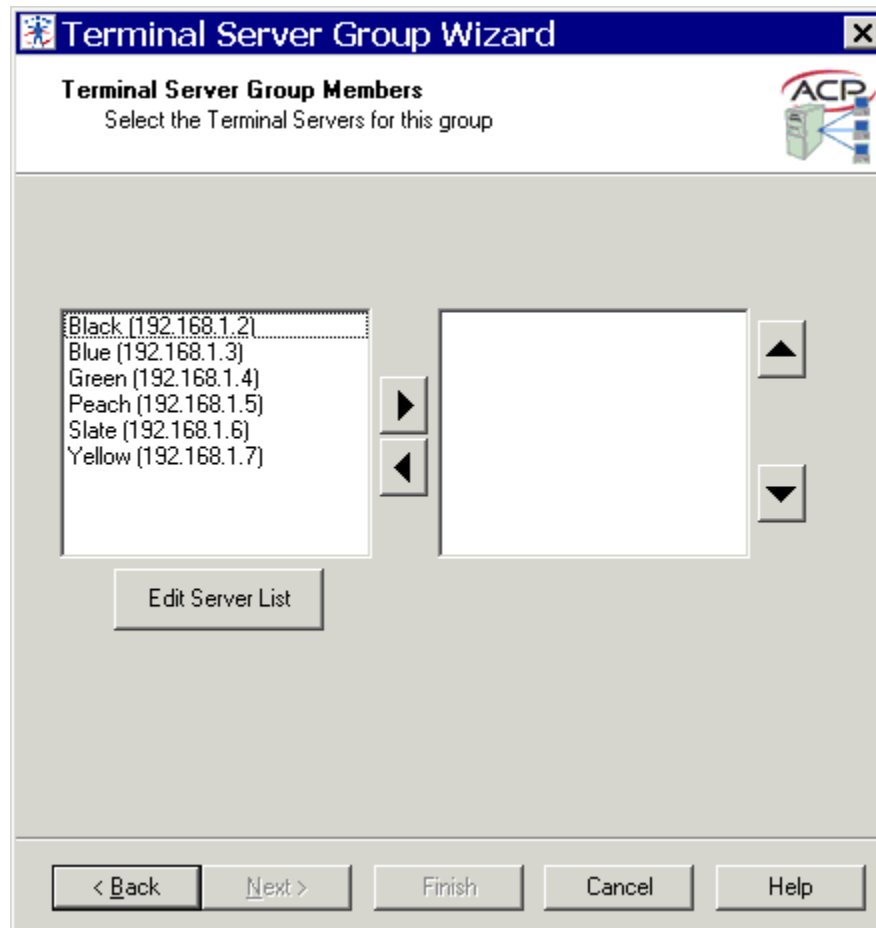 Terminal Server Group Wizard
Terminal Server Group Members
Select the Terminal Servers for this group
ACP
Black (192.168.1.2)
Blue (192.168.1.3)
Green (192.168.1.4)
Peach (192.168.1.5)
Slate (192.168.1.6)
Yellow (192.168.1.7)
Edit Server List
< Back
Next >
Finish
Cancel
Help